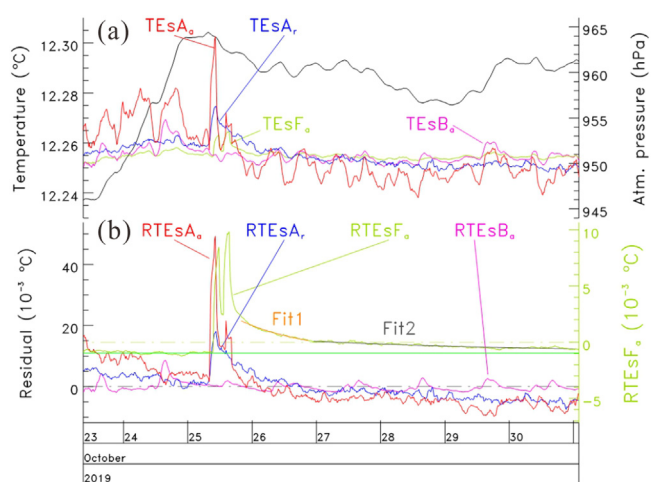 (a)
TEsAₐ
TEsAᵣ
TEsFₐ
TEsBₐ
Temperature (°C)
12.30
12.28
12.26
12.24
Atm. pressure (hPa)
965
960
955
950
945
(b)
RTEsAₐ
RTEsAᵣ
RTEsFₐ
RTEsBₐ
Fit1
Fit2
Residual (10⁻³ °C)
40
20
0
RTEsFₐ (10⁻³ °C)
10
5
0
-5
23
24
25
26
27
28
29
30
October
2019